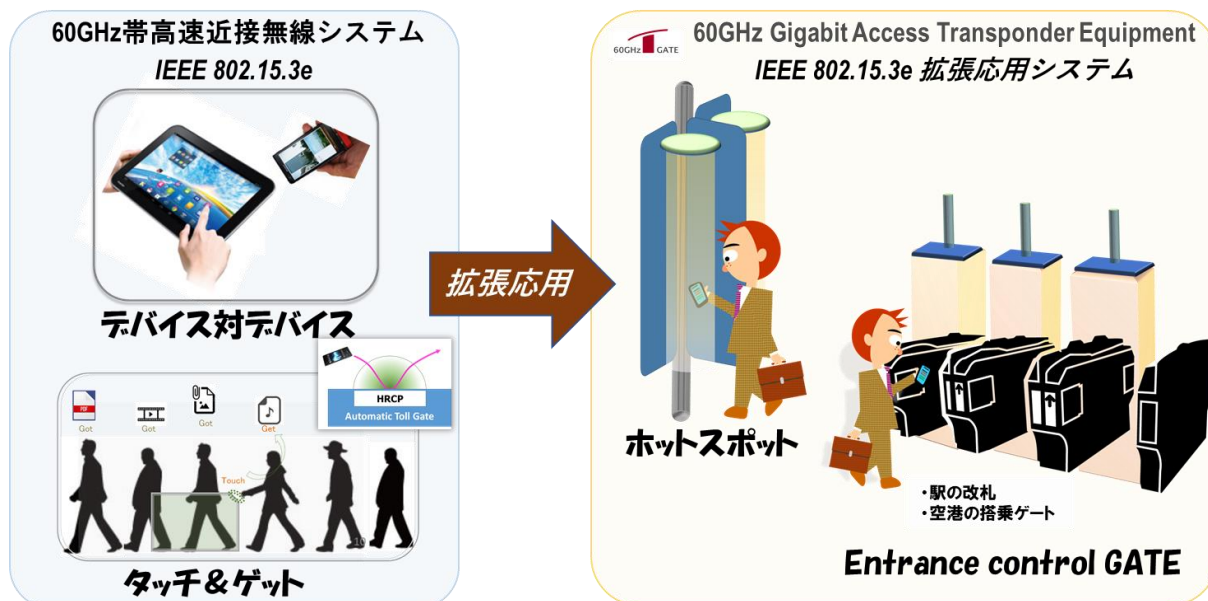 60GHz帯高速近接無線システム
IEEE 802.15.3e
デバイス対デバイス
HRCP
Automatic Toll Gate
PDF
Got
Got
Got
Get
Touch
10
タッチ&ゲット
拡張応用
60GHz GATE
60GHz Gigabit Access Transponder Equipment
IEEE 802.15.3e 拡張応用システム
ホットスポット
・駅の改札
・空港の搭乗ゲート
Entrance control GATE